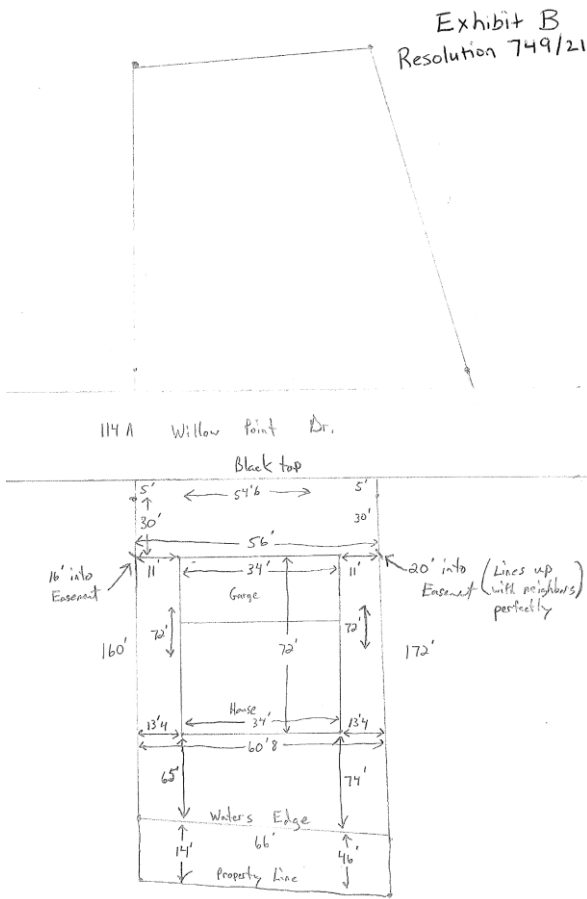 Exhibit B
Resolution 749/21
114 A Willow Point Dr.
Black top
5' 54'6 5'
30' 30'
56'
16' into
Easement
11' 34' 11'
20' into
Easement
(Lines up
with neighbors)
perfectly
Garge
72' 72' 72'
160' 172'
House
13'4 34' 13'4
60'8
65' 74'
Waters Edge
66'
14' 46'
Property Line